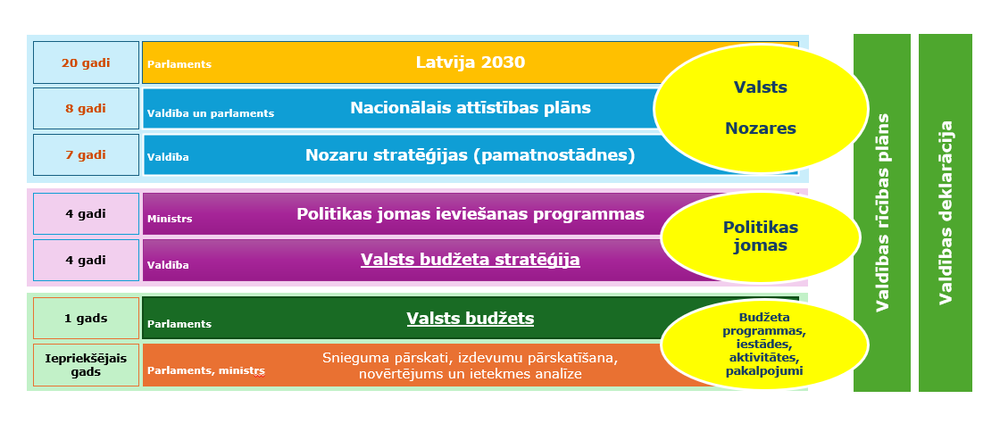 20 gadi
Parlaments
Latvija 2030
8 gadi
Valdība un parlaments
Nacionālais attīstības plāns
7 gadi
Valdība
Nozaru stratēģijas (pamatnostādnes)
Valsts
Nozares
4 gadi
Ministrs
Politikas jomas ieviešanas programmas
4 gadi
Valdība
Valsts budžeta stratēģija
Politikas
jomas
1 gads
Parlaments
Valsts budžets
Iepriekšējais
gads
Parlaments, ministrs
Snieguma pārskati, izdevumu pārskatīšana,
novērtējums un ietekmes analīze
Budžeta
programmas,
iestādes,
aktivitātes,
pakalpojumi
Valdības rīcības plāns
Valdības deklarācija